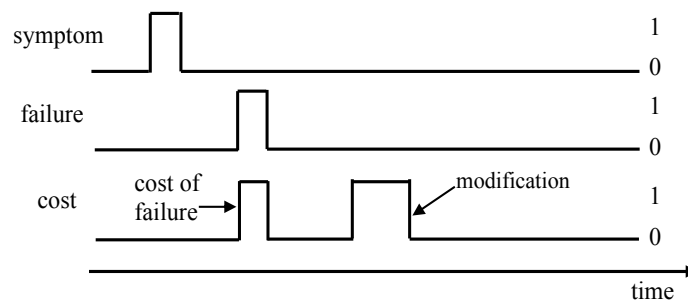 symptom
1
0
failure
1
0
cost
cost of
failure
modification
1
0
time